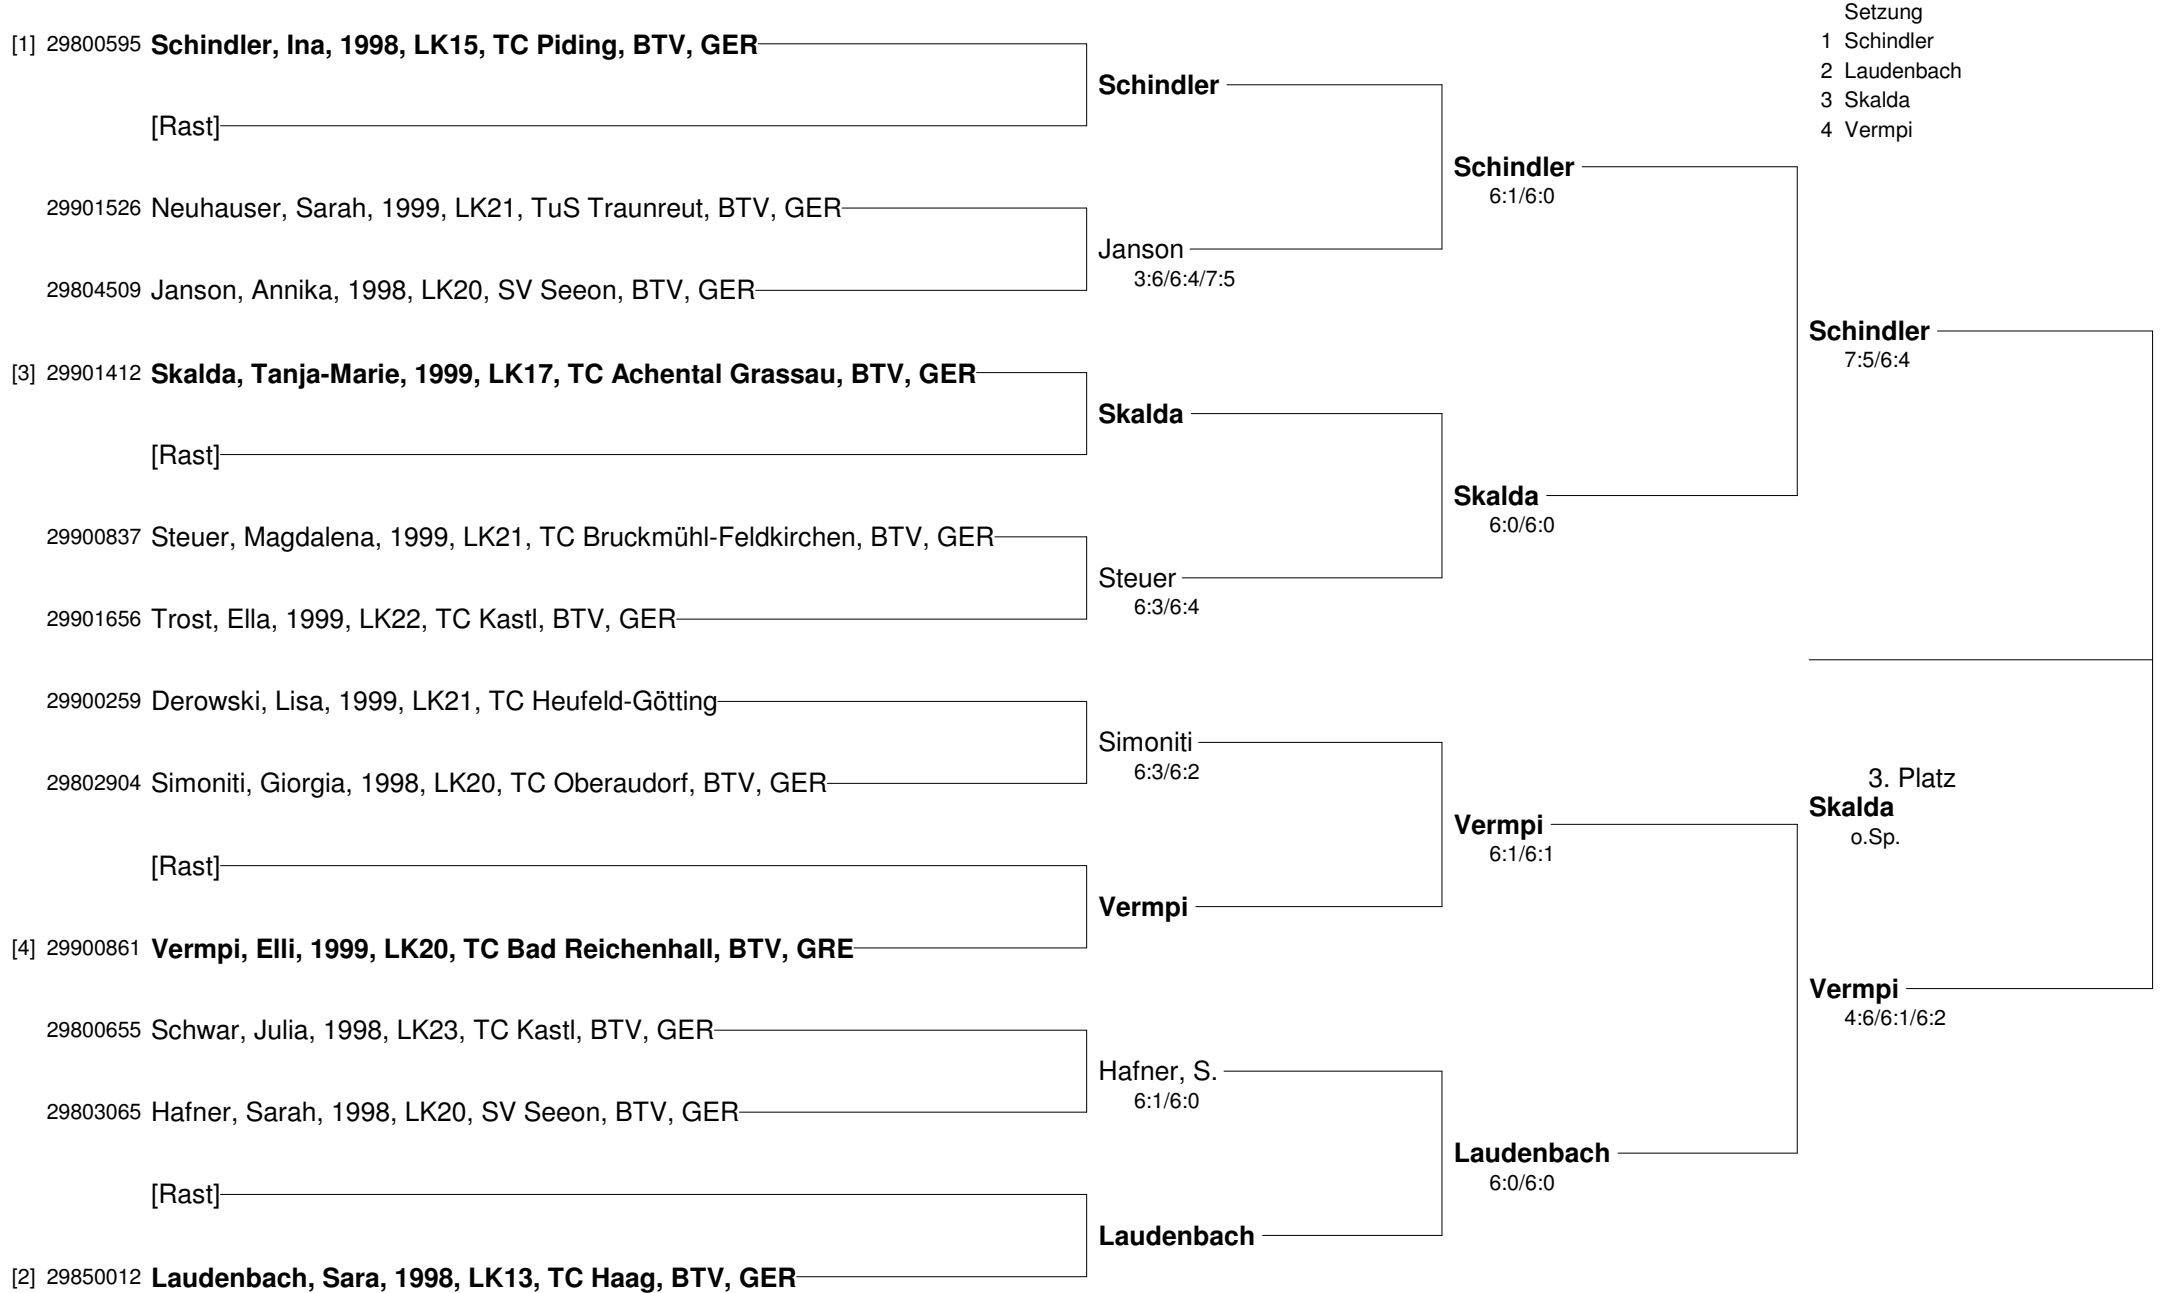 Setzung
1 Schindler
2 Laudenbach
3 Skalda
4 Vermpi
[1] 29800595 Schindler, Ina, 1998, LK15, TC Piding, BTV, GER
[Rast]
29901526 Neuhauser, Sarah, 1999, LK21, TuS Traunreut, BTV, GER
29804509 Janson, Annika, 1998, LK20, SV Seeon, BTV, GER
[3] 29901412 Skalda, Tanja-Marie, 1999, LK17, TC Achental Grassau, BTV, GER
[Rast]
29900837 Steuer, Magdalena, 1999, LK21, TC Bruckmühl-Feldkirchen, BTV, GER
29901656 Trost, Ella, 1999, LK22, TC Kastl, BTV, GER
29900259 Derowski, Lisa, 1999, LK21, TC Heufeld-Götting
29802904 Simoniti, Giorgia, 1998, LK20, TC Oberaudorf, BTV, GER
[Rast]
[4] 29900861 Vermpi, Elli, 1999, LK20, TC Bad Reichenhall, BTV, GRE
29800655 Schwar, Julia, 1998, LK23, TC Kastl, BTV, GER
29803065 Hafner, Sarah, 1998, LK20, SV Seeon, BTV, GER
[Rast]
[2] 29850012 Laudenbach, Sara, 1998, LK13, TC Haag, BTV, GER
Schindler
Janson
3:6/6:4/7:5
Skalda
Steuer
6:3/6:4
Simoniti
6:3/6:2
Vermpi
Hafner, S.
6:1/6:0
Laudenbach
Schindler
6:1/6:0
Skalda
6:0/6:0
Vermpi
6:1/6:1
Laudenbach
6:0/6:0
Schindler
7:5/6:4
3. Platz
Skalda
o.Sp.
Vermpi
4:6/6:1/6:2